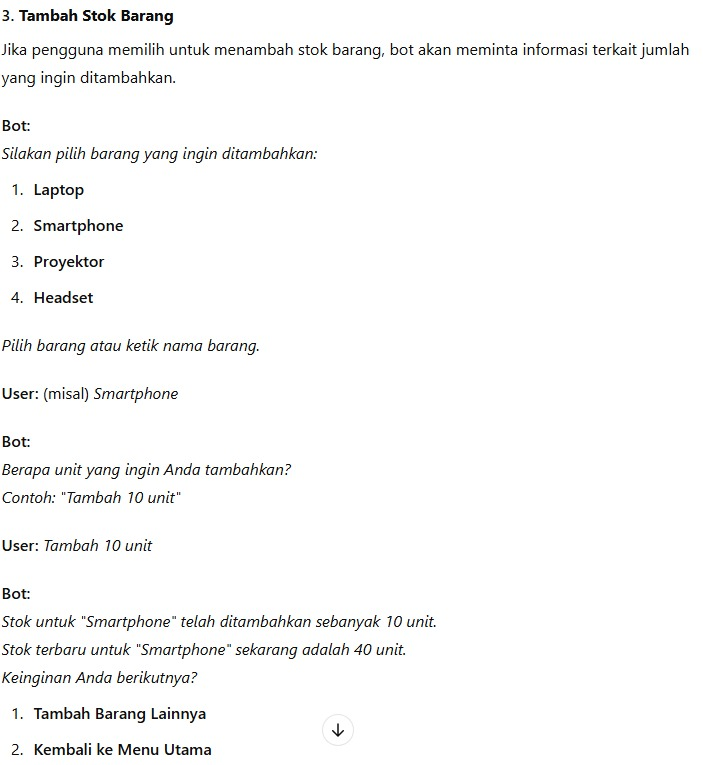 3. Tambah Stok Barang
Jika pengguna memilih untuk menambah stok barang, bot akan meminta informasi terkait jumlah
yang ingin ditambahkan.
Bot:
Silakan pilih barang yang ingin ditambahkan:
1. Laptop
2. Smartphone
3. Proyektor
4. Headset
Pilih barang atau ketik nama barang.
User: (misal) Smartphone
Bot:
Berapa unit yang ingin Anda tambahkan?
Contoh: "Tambah 10 unit"
User: Tambah 10 unit
Bot:
Stok untuk "Smartphone" telah ditambahkan sebanyak 10 unit.
Stok terbaru untuk "Smartphone" sekarang adalah 40 unit.
Keinginan Anda berikutnya?
1. Tambah Barang Lainnya
2. Kembali ke Menu Utama